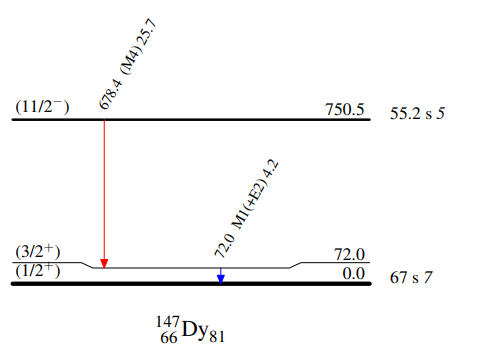 678.4 (M4) 25.7
(11/2⁻) 750.5 55.2 s 5
72.0 M1(+E2) 4.2
(3/2⁺) 72.0
(1/2⁺) 0.0 67 s 7
¹⁴⁷₆₆Dy₈₁